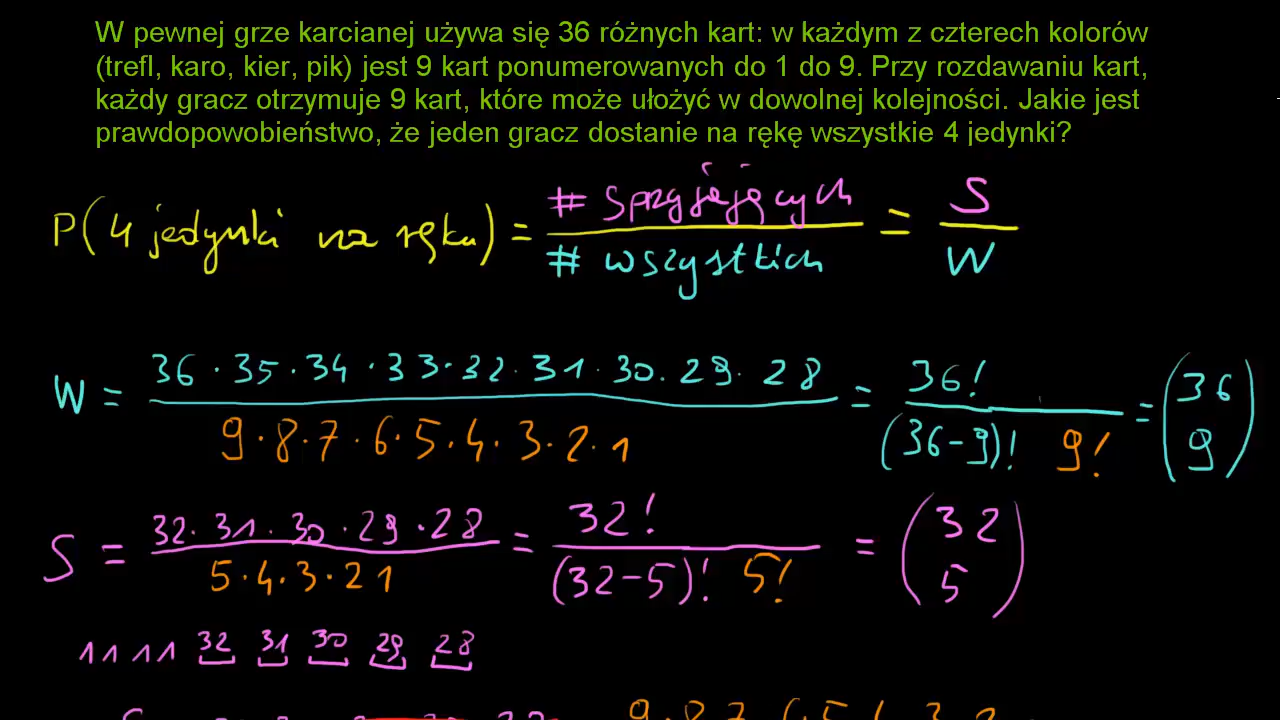 W pewnej grze karcianej używa się 36 różnych kart: w każdym z czterech kolorów
(trefl, karo, kier, pik) jest 9 kart ponumerowanych do 1 do 9. Przy rozdawaniu kart,
każdy gracz otrzymuje 9 kart, które może ułożyć w dowolnej kolejności. Jakie jest
prawdopowobieństwo, że jeden gracz dostanie na rękę wszystkie 4 jedynki?
P(4 jedynki na ręku) = # sprzyjających / # wszystkich = S / W
W = 36·35·34·33·32·31·30·29·28 / 9·8·7·6·5·4·3·2·1 = 36! / (36-9)! 9! = (36 9)
S = 32·31·30·29·28 / 5·4·3·2 1 = 32! / (32-5)! 5! = (32 5)
1 1 1 1 32 31 30 29 28